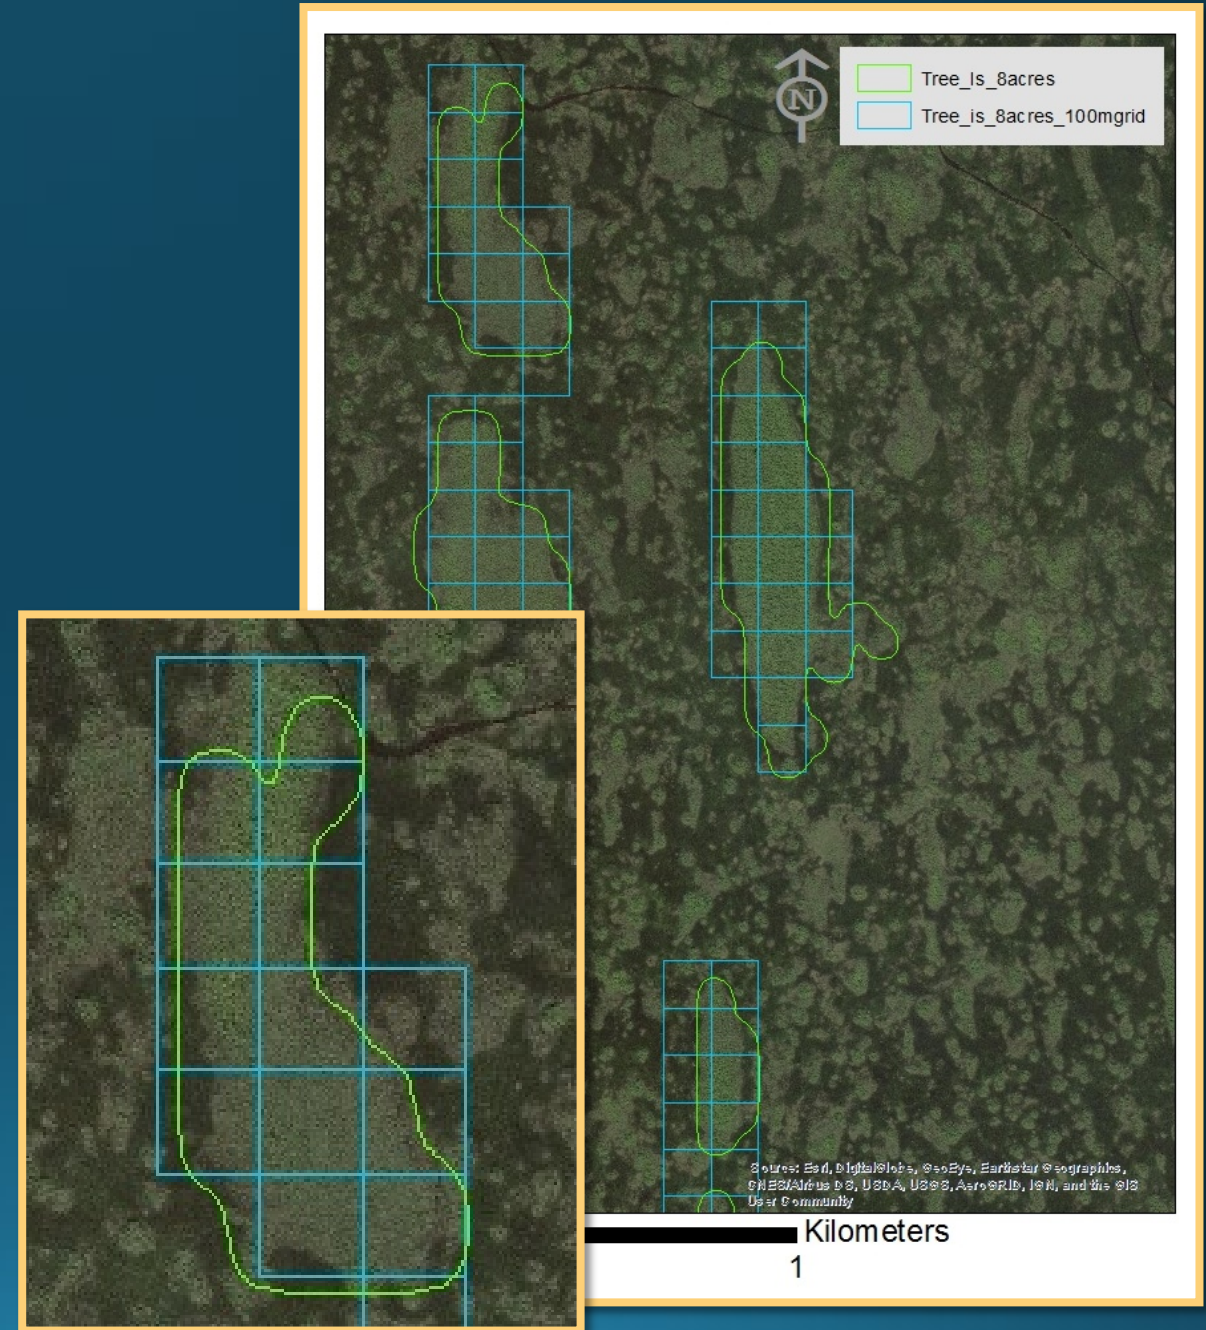 N
Tree_Is_8acres
Tree_is_8acres_100mgrid
Source: Esri, DigitalGlobe, GeoEye, Earthstar Geographics,
CNES/Airbus DS, USDA, USGS, AeroGRID, IGN, and the GIS
User Community
Kilometers
1